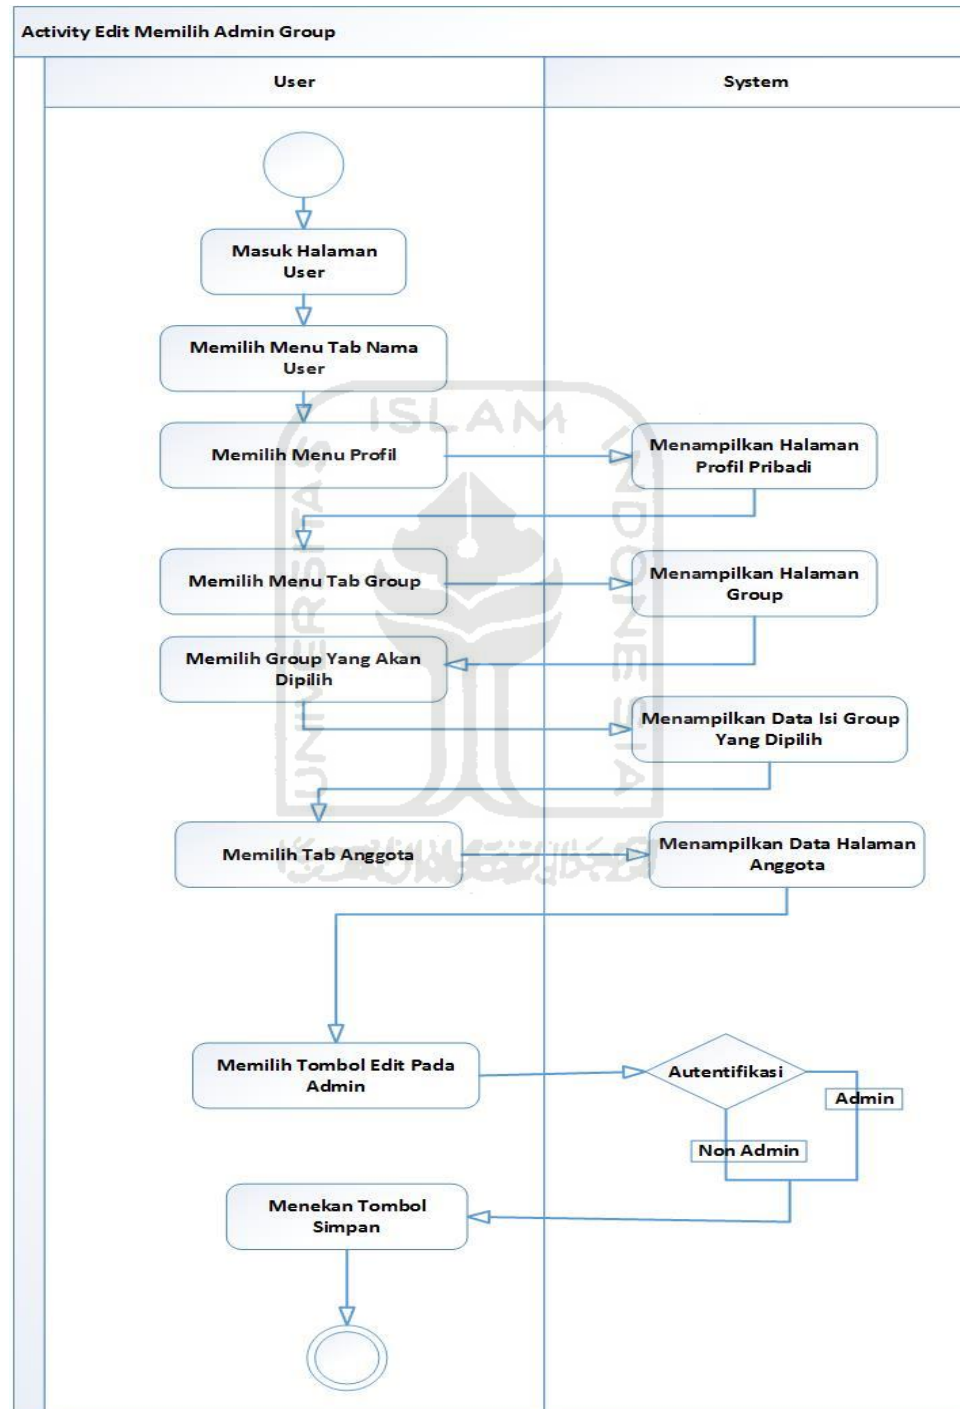 Activity Edit Memilih Admin Group
User
System
Masuk Halaman
User
Memilih Menu Tab Nama
User
Memilih Menu Profil
Menampilkan Halaman
Profil Pribadi
Memilih Menu Tab Group
Menampilkan Halaman
Group
Memilih Group Yang Akan
Dipilih
Menampilkan Data Isi Group
Yang Dipilih
Memilih Tab Anggota
Menampilkan Data Halaman
Anggota
Memilih Tombol Edit Pada
Admin
Autentifikasi
Admin
Non Admin
Menekan Tombol
Simpan
UNIVERSITAS
ISLAM
INDONESIA